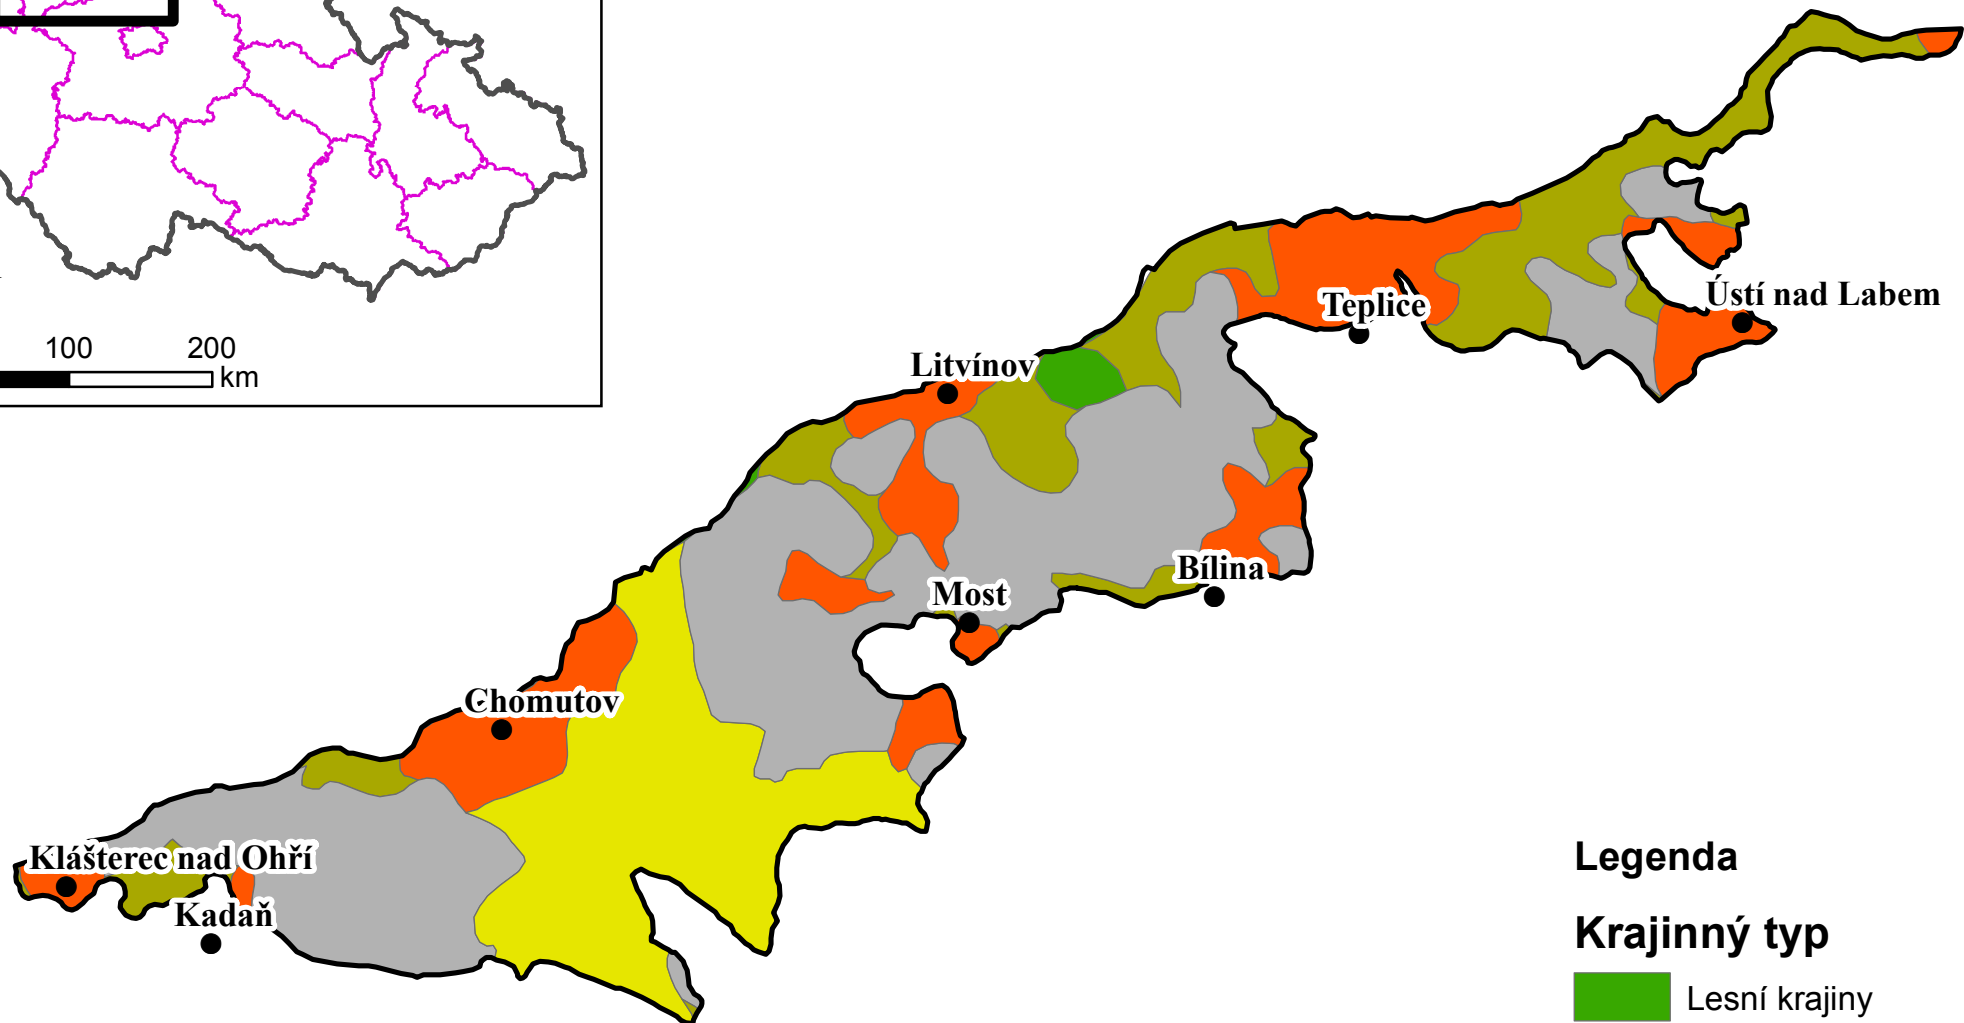 100 200
km
Ústí nad Labem
Teplice
Litvínov
Bílina
Most
Chomutov
Klášterec nad Ohří
Kadaň
Legenda
Krajinný typ
Lesní krajiny